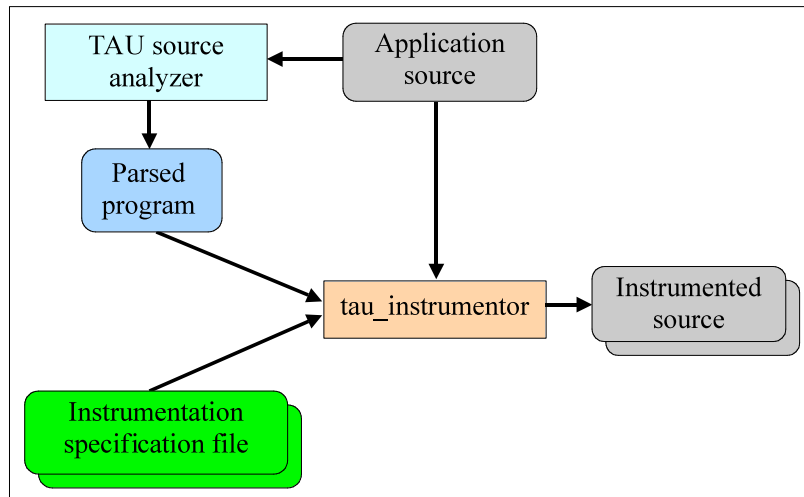 TAU source
analyzer
Application
source
Parsed
program
tau_instrumentor
Instrumented
source
Instrumentation
specification file